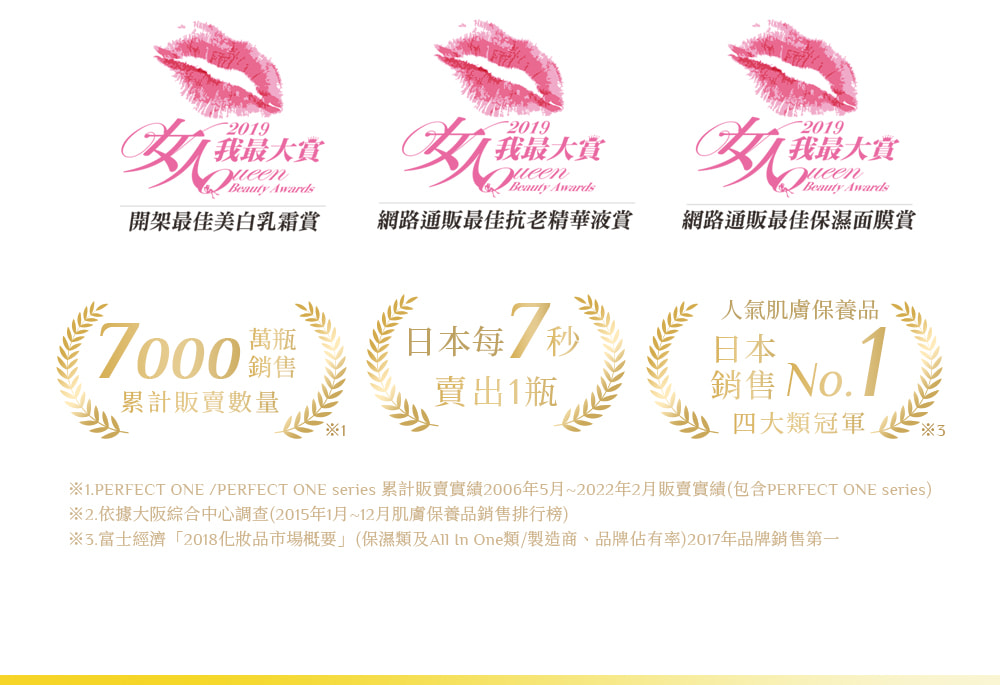 2019
女人我最大賞
Queen
Beauty Awards
開架最佳美白乳霜賞
2019
女人我最大賞
Queen
Beauty Awards
網路通販最佳抗老精華液賞
2019
女人我最大賞
Queen
Beauty Awards
網路通販最佳保濕面膜賞
7000萬瓶
銷售
累計販賣數量
※1
日本每7秒
賣出1瓶
人氣肌膚保養品
日本
銷售 No.1
四大類冠軍
※3
※1.PERFECT ONE /PERFECT ONE series 累計販賣實績2006年5月~2022年2月販賣實績(包含PERFECT ONE series)
※2.依據大阪綜合中心調查(2015年1月~12月肌膚保養品銷售排行榜)
※3.富士經濟「2018化妝品市場概要」(保濕類及All ln One類/製造商、品牌佔有率)2017年品牌銷售第一